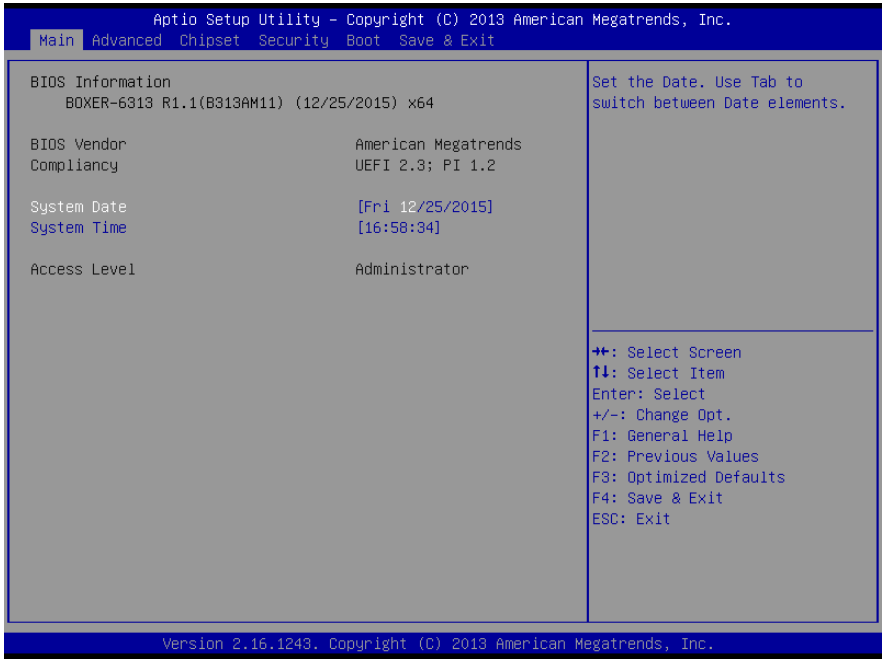 Aptio Setup Utility – Copyright (C) 2013 American Megatrends, Inc.
Main Advanced Chipset Security Boot Save & Exit
BIOS Information
BOXER-6313 R1.1(B313AM11) (12/25/2015) x64
BIOS Vendor American Megatrends
Compliancy UEFI 2.3; PI 1.2
System Date [Fri 12/25/2015]
System Time [16:58:34]
Access Level Administrator
Set the Date. Use Tab to
switch between Date elements.
→←: Select Screen
↑↓: Select Item
Enter: Select
+/-: Change Opt.
F1: General Help
F2: Previous Values
F3: Optimized Defaults
F4: Save & Exit
ESC: Exit
Version 2.16.1243. Copyright (C) 2013 American Megatrends, Inc.